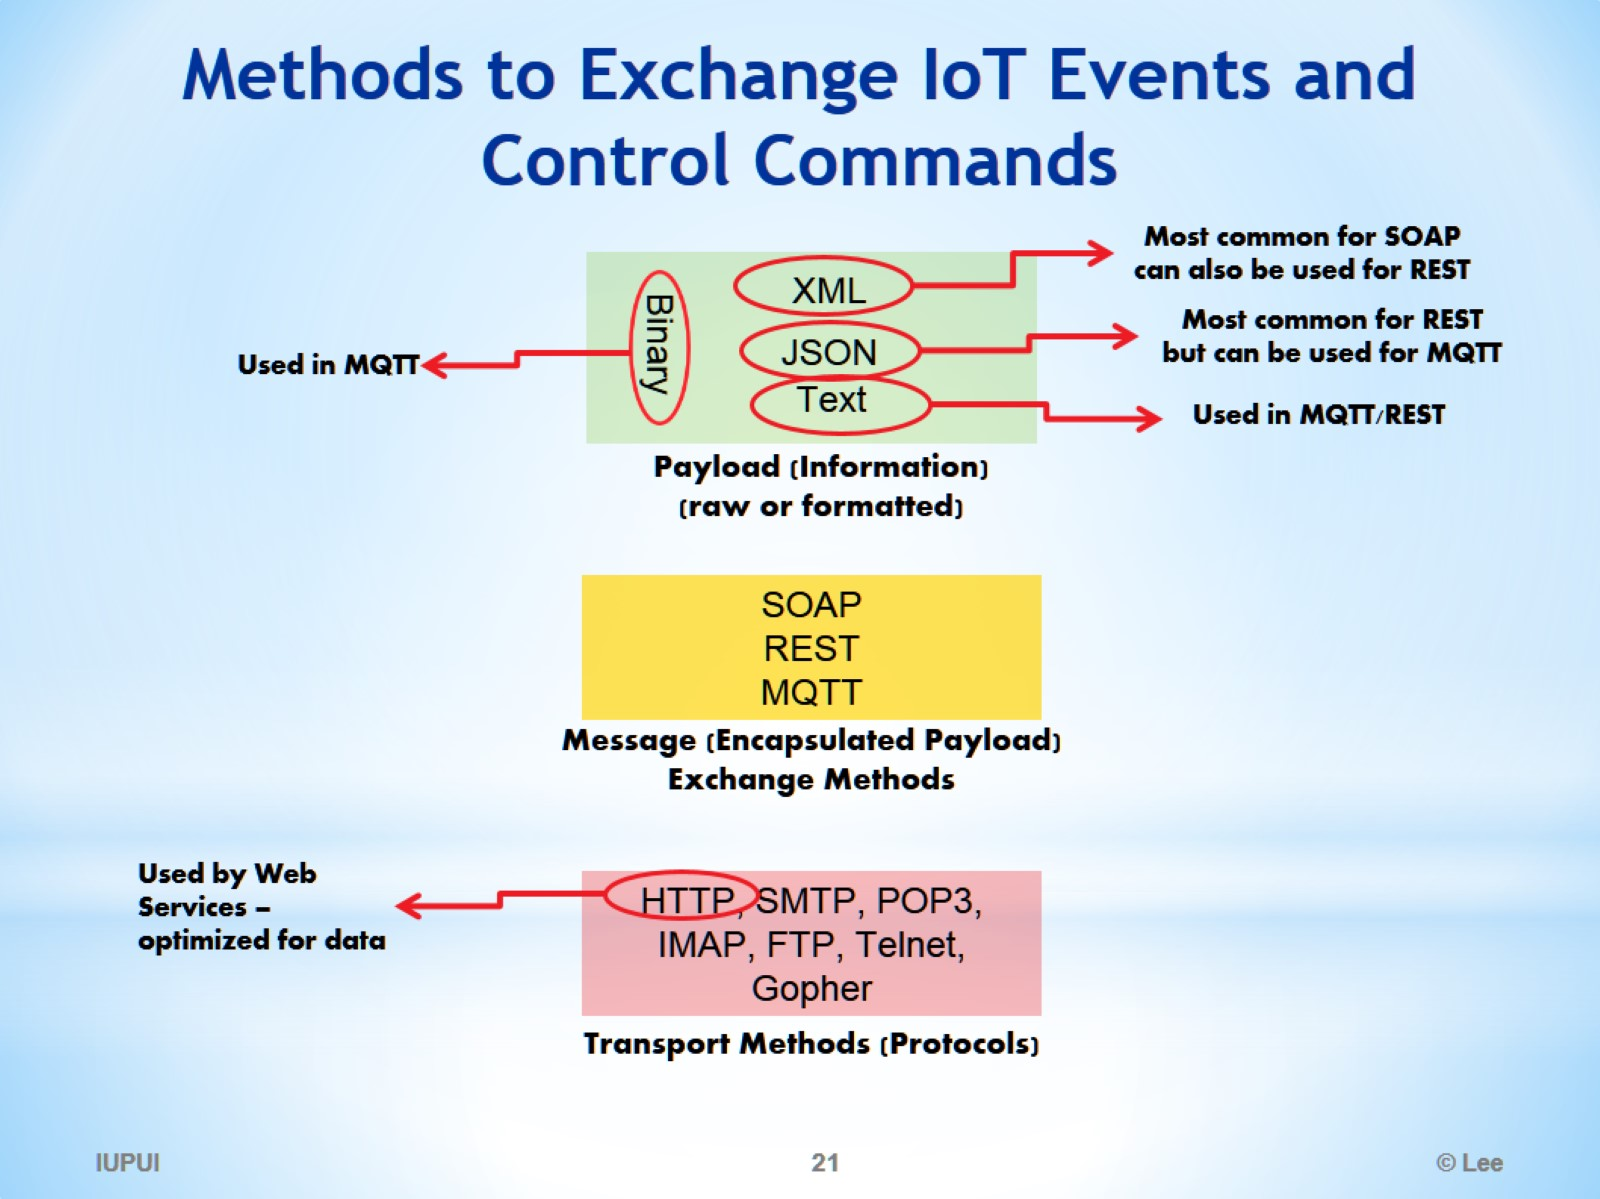 Methods to Exchange IoT Events and
Control Commands
Most common for SOAP
can also be used for REST
XML
Binary
JSON
Text
Most common for REST
but can be used for MQTT
Used in MQTT
Used in MQTT/REST
Payload (Information)
(raw or formatted)
SOAP
REST
MQTT
Message (Encapsulated Payload)
Exchange Methods
Used by Web
Services –
optimized for data
HTTP, SMTP, POP3,
IMAP, FTP, Telnet,
Gopher
Transport Methods (Protocols)
IUPUI
21
© Lee